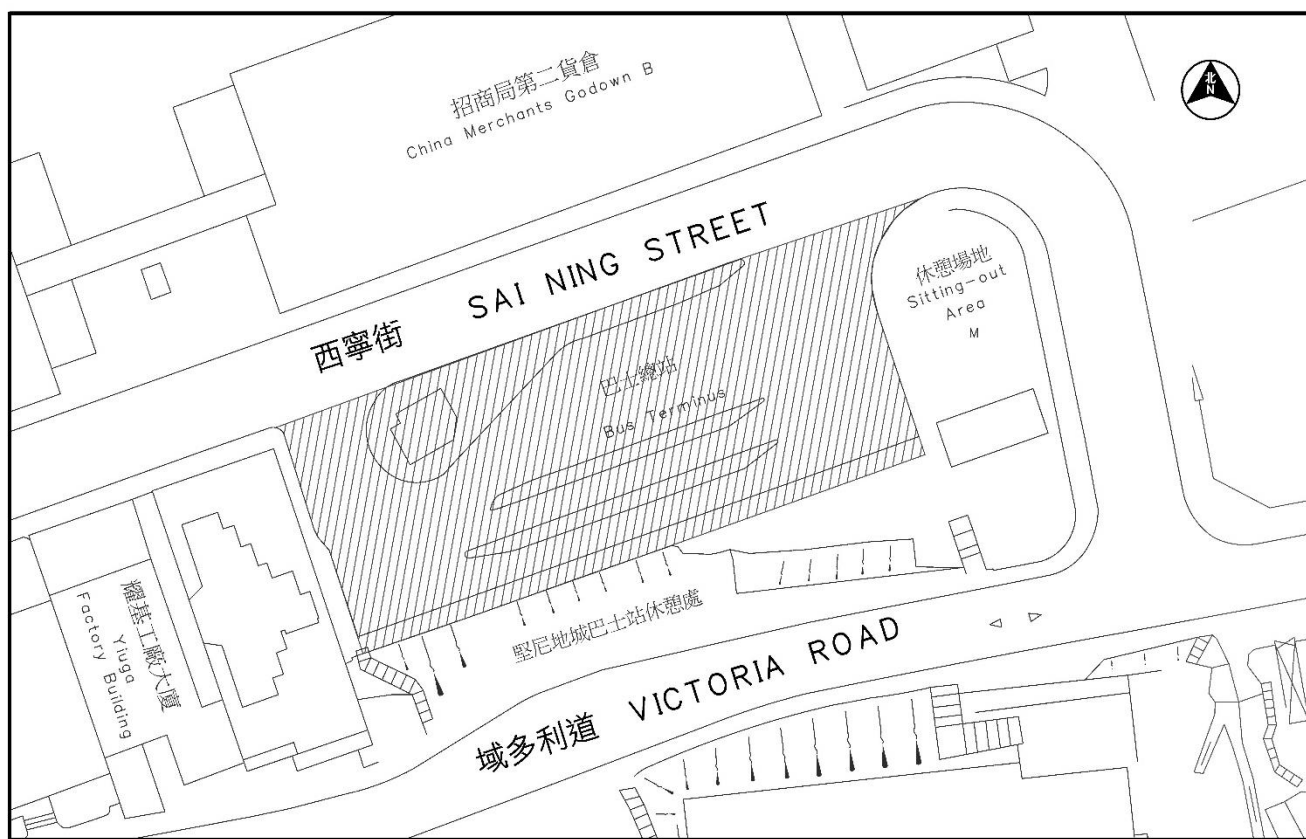 招商局第二貨倉
China Merchants Godown B
北
N
西寧街 SAI NING STREET
休憩場地
Sitting-out
Area
M
巴士總站
Bus Terminus
耀基工廠大廈
Yiuga
Factory Building
堅尼地城巴士站休憩處
域多利道 VICTORIA ROAD